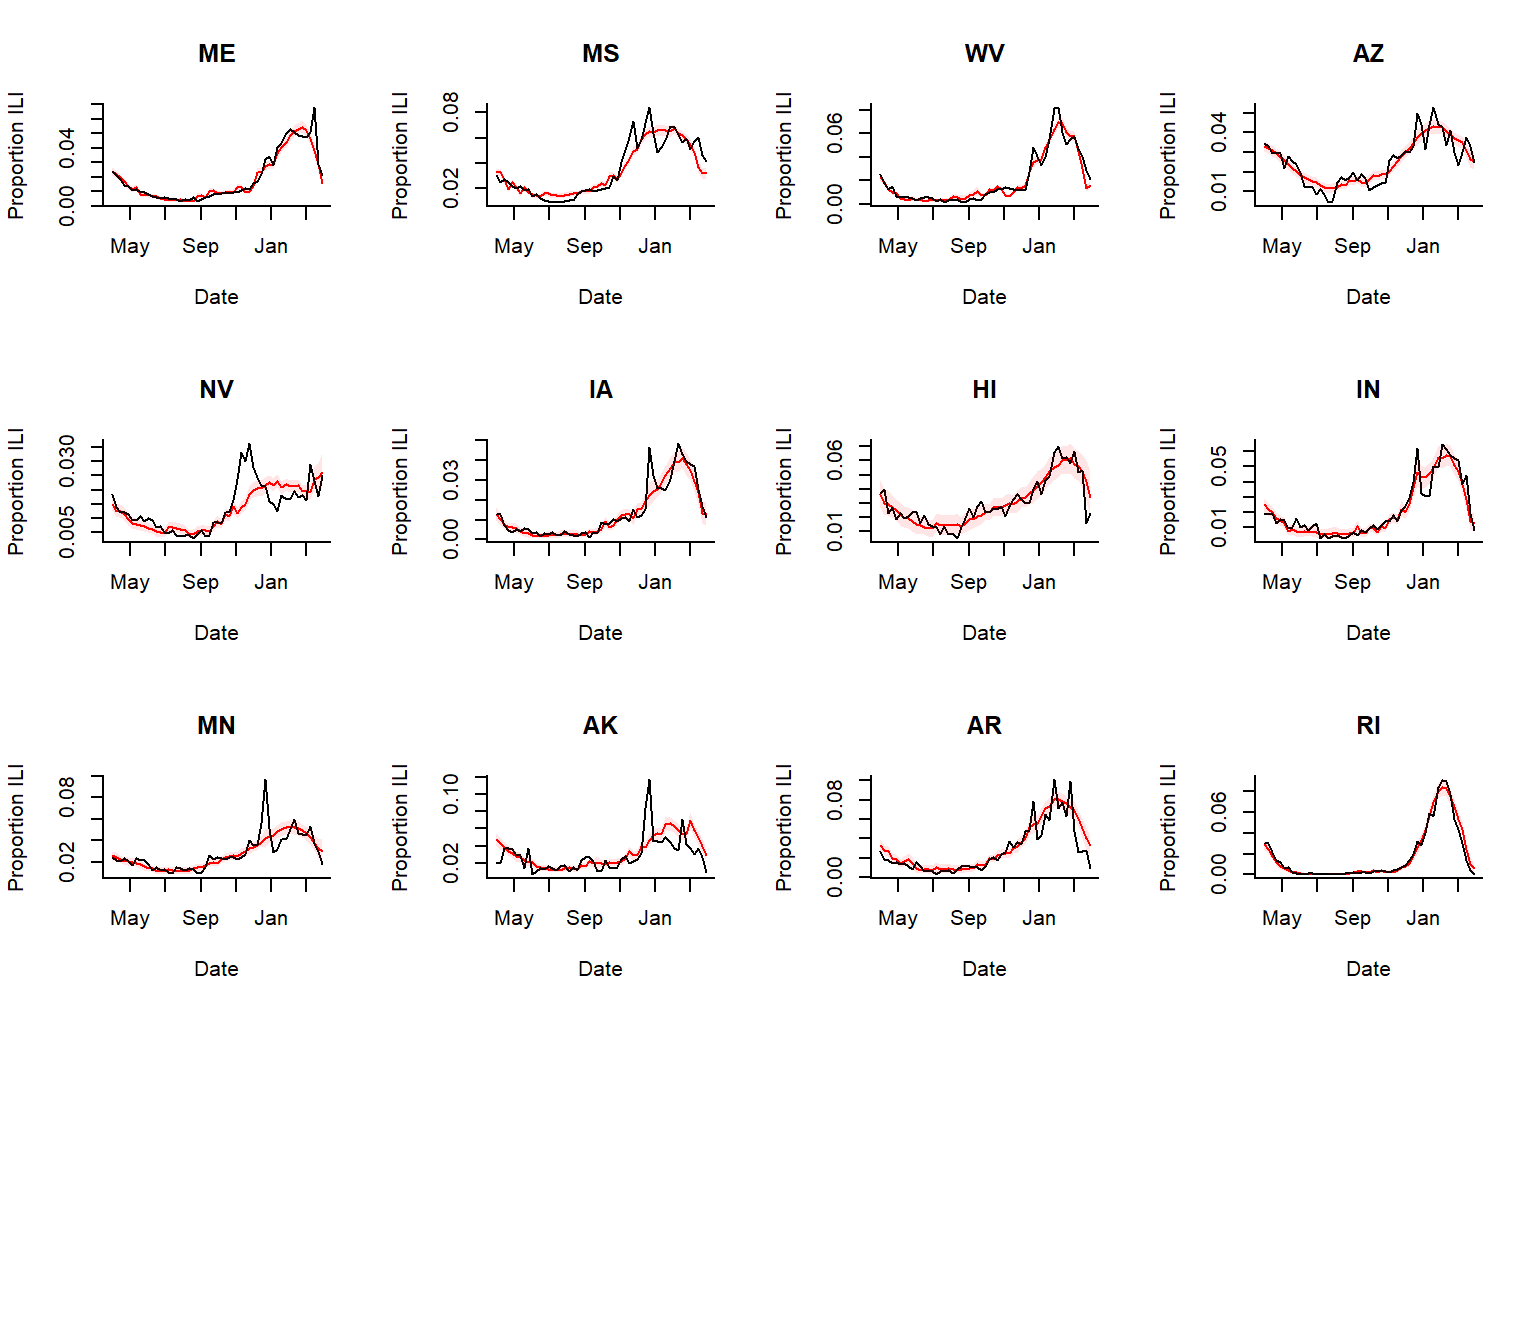 ME
MS
WV
AZ
Proportion ILI
0.00
0.04
Proportion ILI
0.02
0.08
Proportion ILI
0.00
0.06
Proportion ILI
0.01
0.04
May Sep Jan
May Sep Jan
May Sep Jan
May Sep Jan
Date
Date
Date
Date
NV
IA
HI
IN
Proportion ILI
0.005
0.030
Proportion ILI
0.00
0.03
Proportion ILI
0.01
0.06
Proportion ILI
0.01
0.05
May Sep Jan
May Sep Jan
May Sep Jan
May Sep Jan
Date
Date
Date
Date
MN
AK
AR
RI
Proportion ILI
0.02
0.08
Proportion ILI
0.02
0.10
Proportion ILI
0.00
0.08
Proportion ILI
0.00
0.06
May Sep Jan
May Sep Jan
May Sep Jan
May Sep Jan
Date
Date
Date
Date